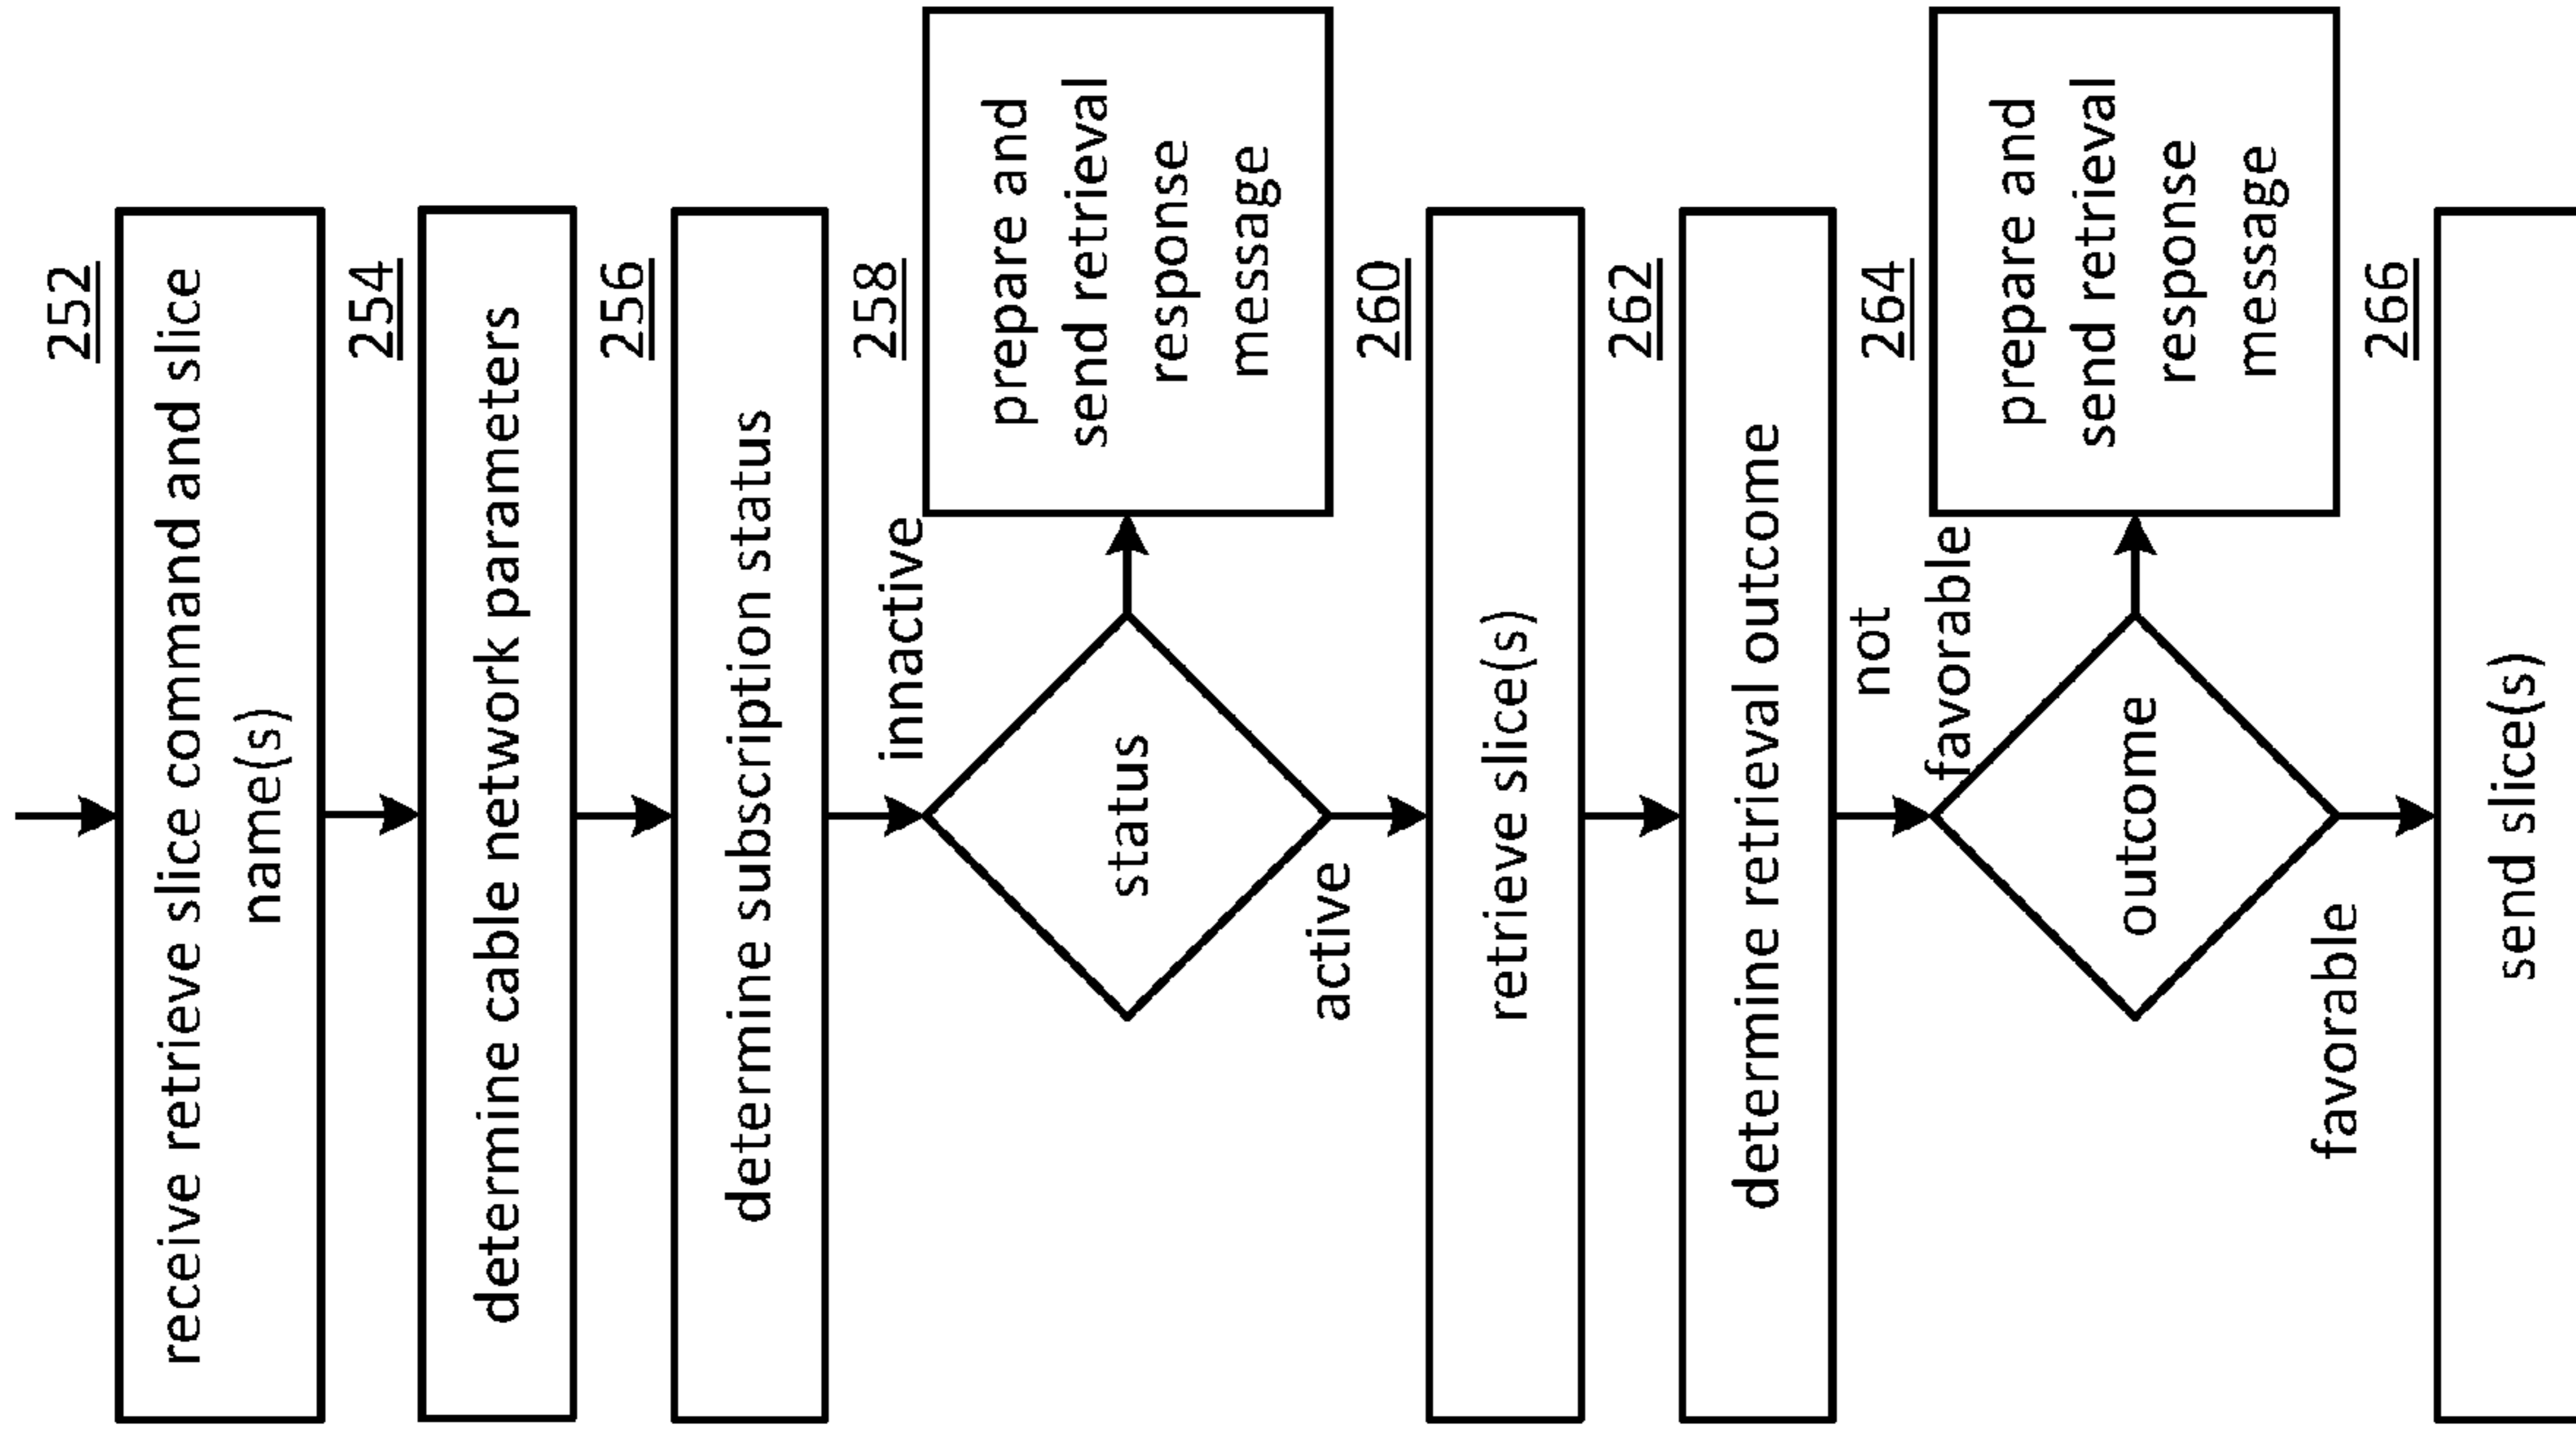 252
receive retrieve slice command and slice
name(s)
254
determine cable network parameters
256
determine subscription status
innactive
258
status
prepare and
send retrieval
response
message
active
260
retrieve slice(s)
262
determine retrieval outcome
not
favorable
264
outcome
prepare and
send retrieval
response
message
favorable
266
send slice(s)